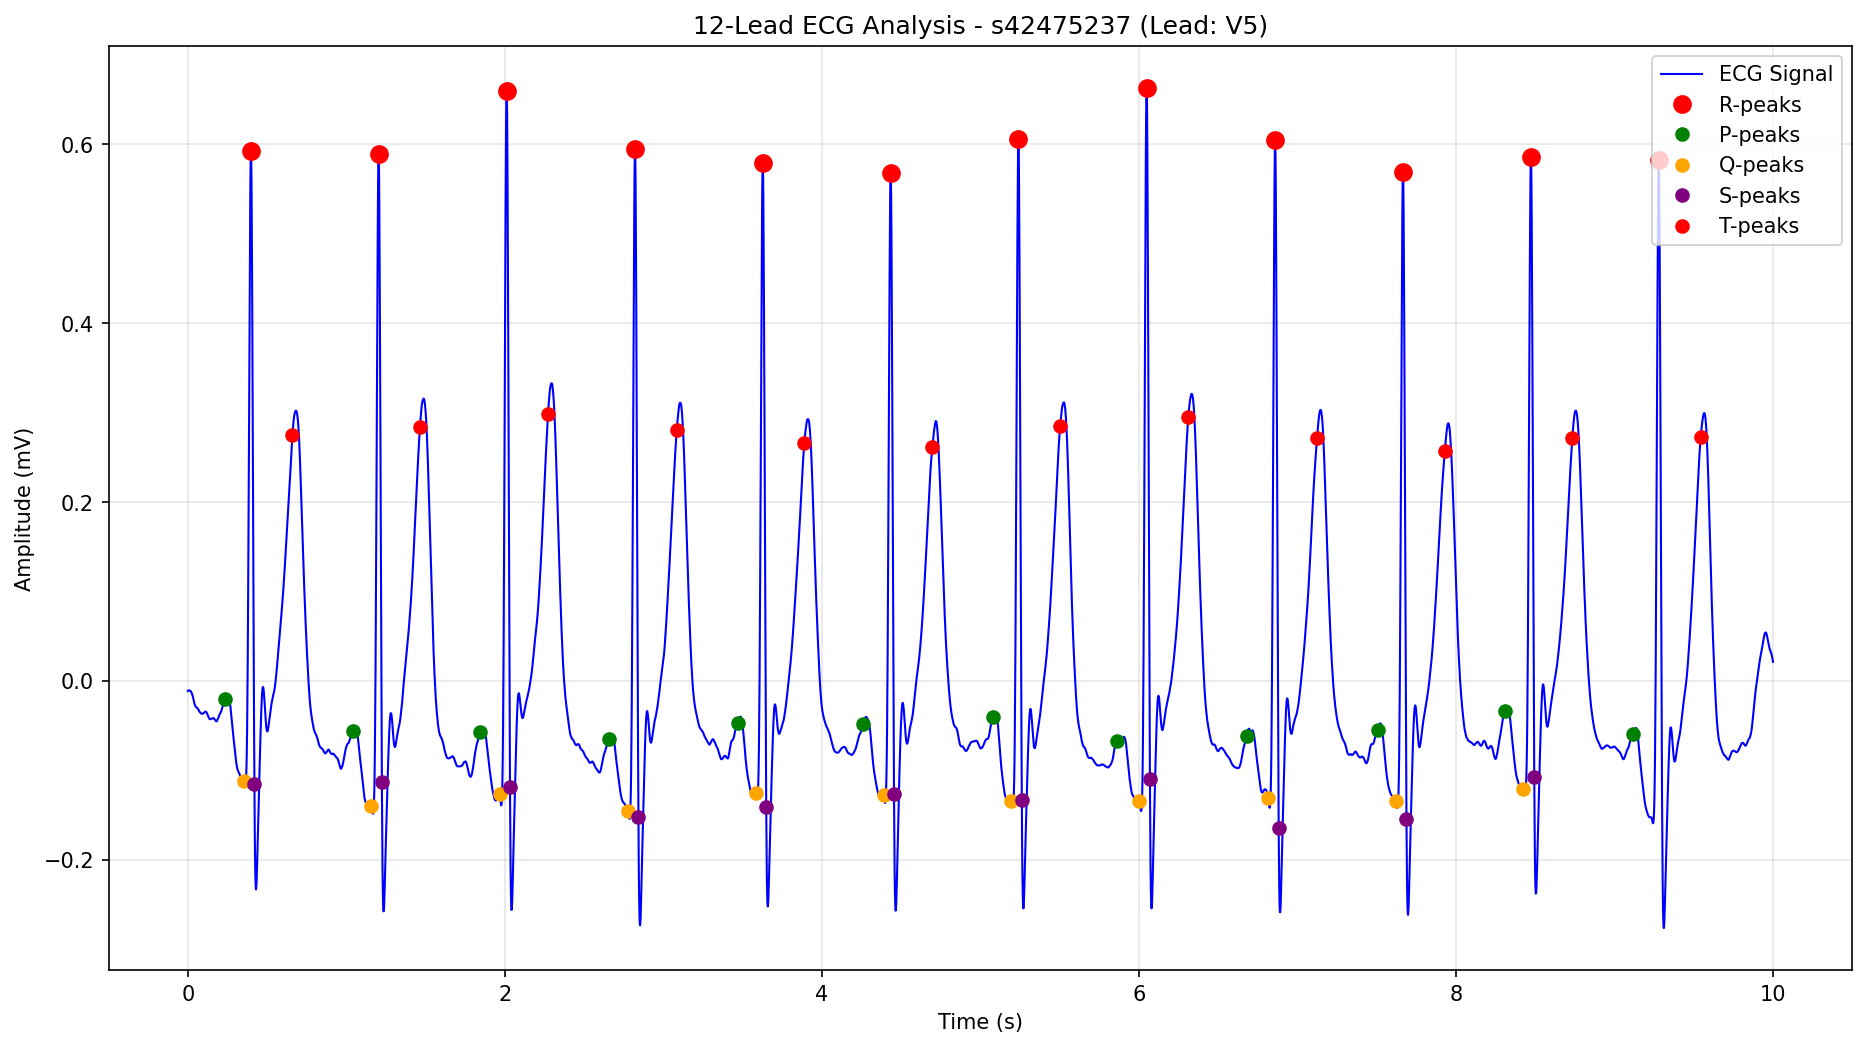 12-Lead ECG Analysis - s42475237 (Lead: V5)
ECG Signal
R-peaks
P-peaks
Q-peaks
S-peaks
T-peaks
Amplitude (mV)
0.6
0.4
0.2
0.0
−0.2
0 2 4 6 8 10
Time (s)